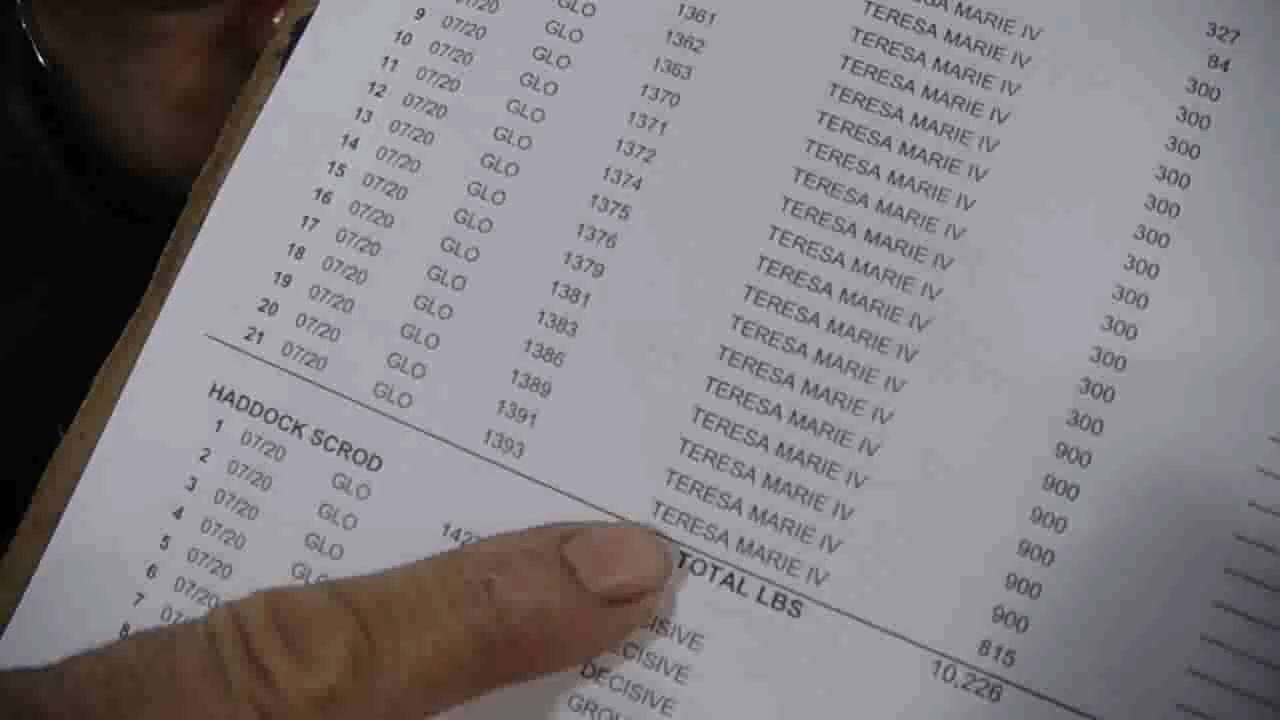 327
84
MARIE IV 300
TERESA MARIE IV 300
TERESA MARIE IV 300
1361 TERESA MARIE IV 300
GLO 1362 TERESA MARIE IV 300
07/20 GLO 1363 TERESA MARIE IV 300
9 07/20 GLO 1370 TERESA MARIE IV 300
10 07/20 GLO 1371 TERESA MARIE IV 300
11 07/20 GLO 1372 TERESA MARIE IV 300
12 07/20 GLO 1374 TERESA MARIE IV 300
13 07/20 GLO 1375 TERESA MARIE IV 300
14 07/20 GLO 1376 TERESA MARIE IV 300
15 07/20 GLO 1379 TERESA MARIE IV 900
16 07/20 GLO 1381 TERESA MARIE IV 900
17 07/20 GLO 1383 TERESA MARIE IV 900
18 07/20 GLO 1386 TERESA MARIE IV 900
19 07/20 GLO 1389 TERESA MARIE IV 900
20 07/20 GLO 1391 TERESA MARIE IV 900
21 07/20 GLO 1393 TERESA MARIE IV 815
TOTAL LBS 10,226
HADDOCK SCROD
1 07/20 GLO
2 07/20 GLO
3 07/20 GLO
4 07/20
5 07/20 DECISIVE
6 07/20
7
8